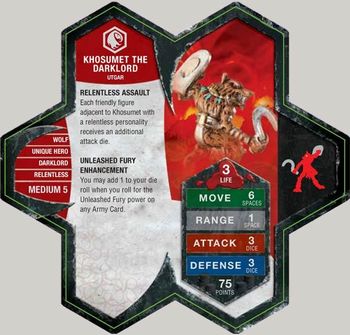 KHOSUMET THE
DARKLORD
UTGAR
RELENTLESS ASSAULT
Each friendly figure
adjacent to Khosumet with
a relentless personality
receives an additional
attack die.
UNLEASHED FURY
ENHANCEMENT
You may add 1 to your die
roll when you roll for the
Unleashed Fury power on
any Army Card.
WOLF
UNIQUE HERO
DARKLORD
RELENTLESS
MEDIUM 5
3
LIFE
MOVE 6
SPACES
RANGE 1
SPACE
ATTACK 3
DICE
DEFENSE 3
DICE
75
POINTS